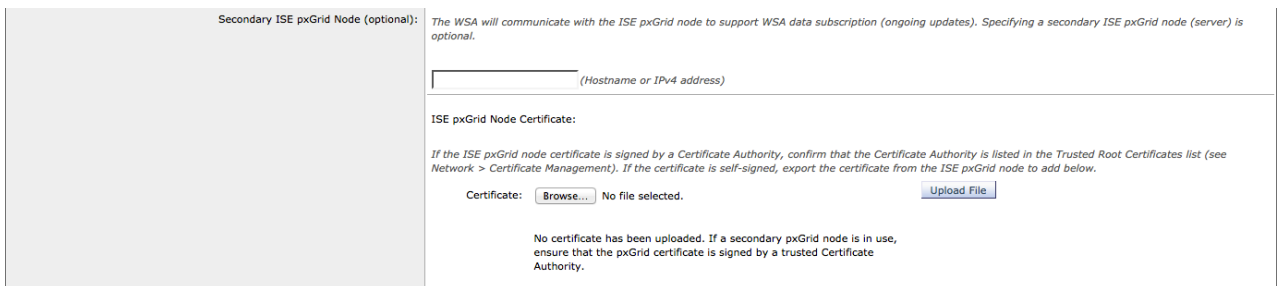 Secondary ISE pxGrid Node (optional):
The WSA will communicate with the ISE pxGrid node to support WSA data subscription (ongoing updates). Specifying a secondary ISE pxGrid node (server) is
optional.
(Hostname or IPv4 address)
ISE pxGrid Node Certificate:
If the ISE pxGrid node certificate is signed by a Certificate Authority, confirm that the Certificate Authority is listed in the Trusted Root Certificates list (see
Network > Certificate Management). If the certificate is self-signed, export the certificate from the ISE pxGrid node to add below.
Certificate: Browse... No file selected. Upload File
No certificate has been uploaded. If a secondary pxGrid node is in use,
ensure that the pxGrid certificate is signed by a trusted Certificate
Authority.